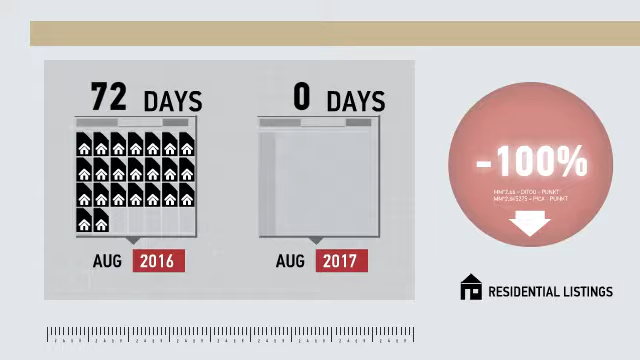 72 DAYS
0 DAYS
AUG 2016
AUG 2017
-100%
RESIDENTIAL LISTINGS